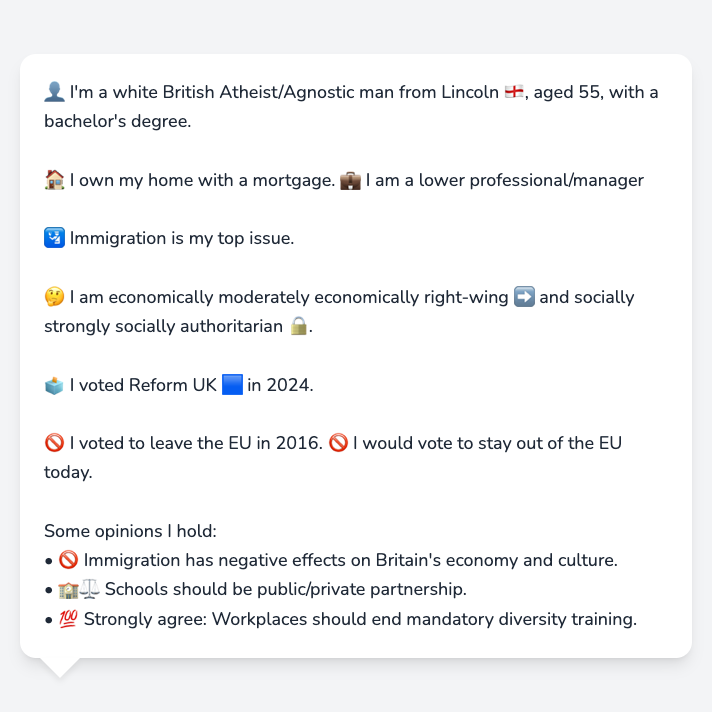 👤 I'm a white British Atheist/Agnostic man from Lincoln 🏴󠁧󠁢󠁥󠁮󠁧󠁿, aged 55, with a
bachelor's degree.
🏠 I own my home with a mortgage. 💼 I am a lower professional/manager
🛂 Immigration is my top issue.
🤔 I am economically moderately economically right-wing ➡️ and socially
strongly socially authoritarian 🔒.
🗳️ I voted Reform UK 🟦 in 2024.
🚫 I voted to leave the EU in 2016. 🚫 I would vote to stay out of the EU
today.
Some opinions I hold:
• 🚫 Immigration has negative effects on Britain's economy and culture.
• 🏫⚖️ Schools should be public/private partnership.
• 💯 Strongly agree: Workplaces should end mandatory diversity training.